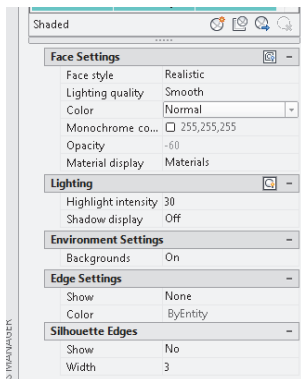 Shaded
Face Settings
Face style Realistic
Lighting quality Smooth
Color Normal
Monochrome co... 255,255,255
Opacity -60
Material display Materials
Lighting
Highlight intensity 30
Shadow display Off
Environment Settings
Backgrounds On
Edge Settings
Show None
Color ByEntity
Silhouette Edges
Show No
Width 3
MANAGER